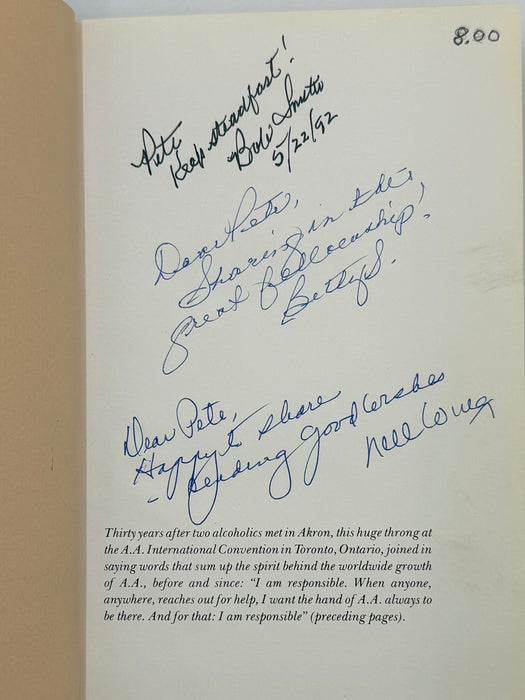 8.00
Pete
Keep steadfast!
Bob Smith
5/22/92
Dear Pete,
Sharing in this
great fellowship!
Betty S.
Dear Pete,
Happy to share
- Sending Good Wishes
Nell Wing
Thirty years after two alcoholics met in Akron, this huge throng at
the A.A. International Convention in Toronto, Ontario, joined in
saying words that sum up the spirit behind the worldwide growth
of A.A., before and since: “I am responsible. When anyone,
anywhere, reaches out for help, I want the hand of A.A. always to
be there. And for that: I am responsible” (preceding pages).